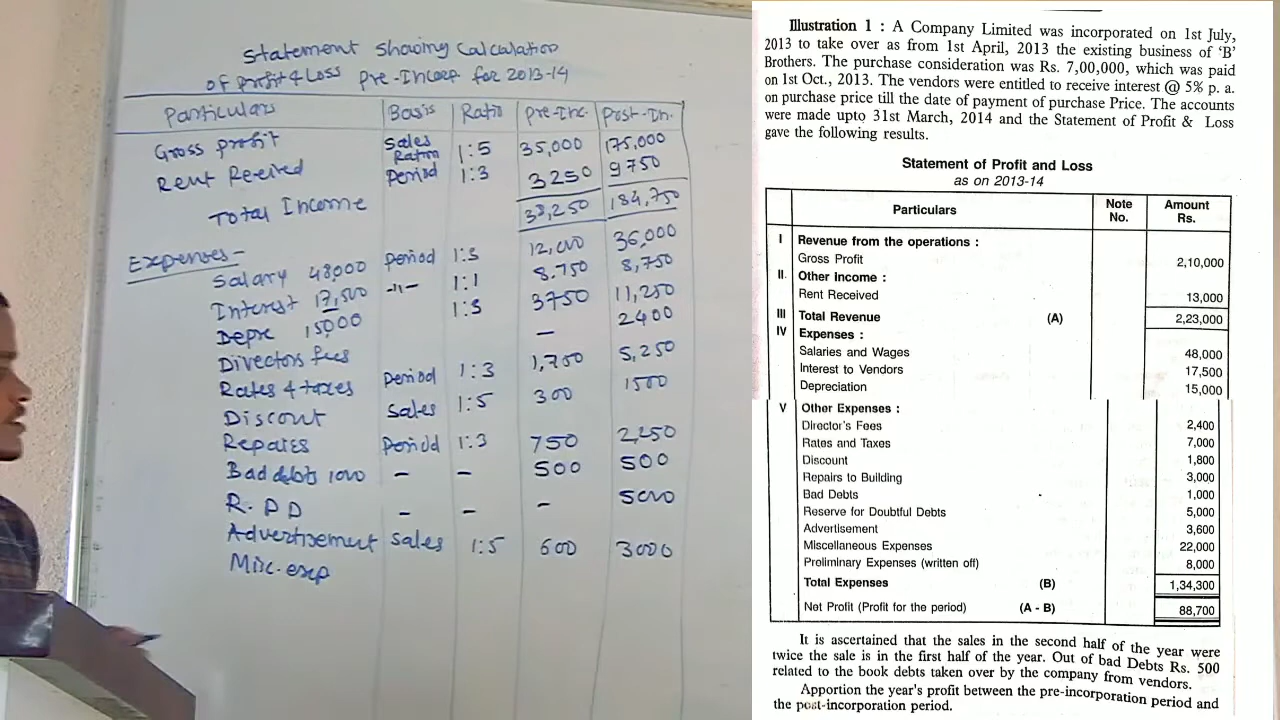 Statement Showing Calculation
of profit & Loss Pre-Incorp for 2013-14
Particulars Basis Ratio Pre-Inc. Post-In.
Gross profit Sales Ration 1:5 35,000 175,000
Rent Received Period 1:3 3250 9750
Total Income 38,250 184,750
Expenses -
Salary 48000 Period 1:3 12,000 36,000
Interest 17,500 -11- 1:1 8.750 8,750
Depre 15000 1:3 3750 11,250
Directors fees - 2400
Rates & taxes Period 1:3 1,750 5,250
Discout Sales 1:5 300 1500
Repares Period 1:3 750 2,250
Bad debts 1000 - - 500 500
R.DD - - - 5000
Advertisement Sales 1:5 600 3000
Misc. exp
Illustration 1 : A Company Limited was incorporated on 1st July,
2013 to take over as from 1st April, 2013 the existing business of 'B'
Brothers. The purchase consideration was Rs. 7,00,000, which was paid
on 1st Oct., 2013. The vendors were entitled to receive interest @ 5% p. a.
on purchase price till the date of payment of purchase Price. The accounts
were made upto 31st March, 2014 and the Statement of Profit & Loss
gave the following results.
Statement of Profit and Loss
as on 2013-14
Particulars Note No. Amount Rs.
I Revenue from the operations :
Gross Profit 2,10,000
II. Other Income :
Rent Received 13,000
III Total Revenue (A) 2,23,000
IV Expenses :
Salaries and Wages 48,000
Interest to Vendors 17,500
Depreciation 15,000
V Other Expenses :
Director's Fees 2,400
Rates and Taxes 7,000
Discount 1,800
Repairs to Building 3,000
Bad Debts 1,000
Reserve for Doubtful Debts 5,000
Advertisement 3,600
Miscellaneous Expenses 22,000
Preliminary Expenses (written off) 8,000
Total Expenses (B) 1,34,300
Net Profit (Profit for the period) (A - B) 88,700
It is ascertained that the sales in the second half of the year were
twice the sale is in the first half of the year. Out of bad Debts Rs. 500
related to the book debts taken over by the company from vendors.
Apportion the year's profit between the pre-incorporation period and
the post-incorporation period.